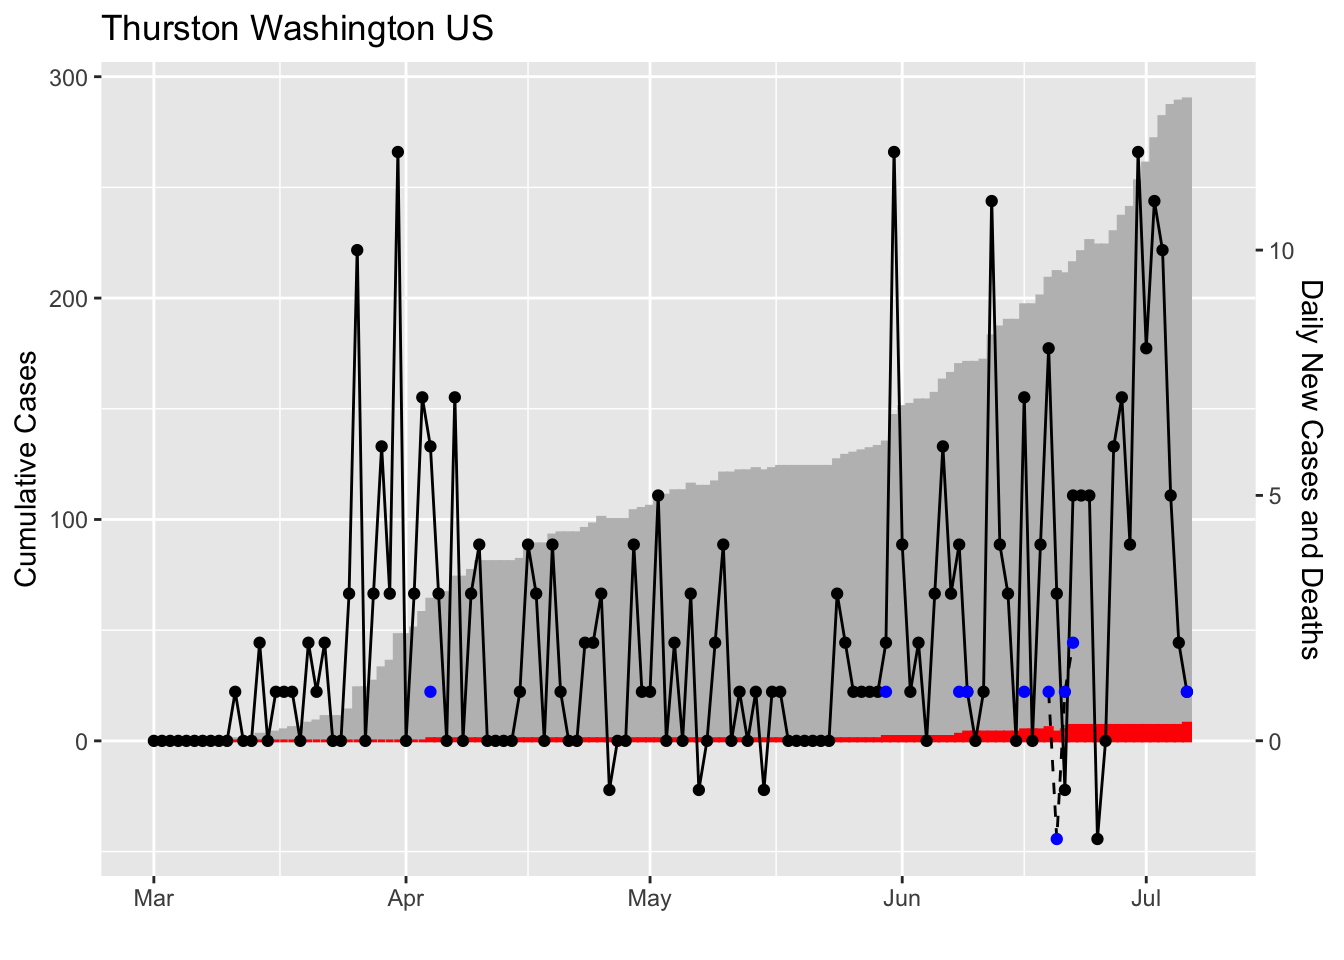 Thurston Washington US
300
200
100
0
Cumulative Cases
10
5
0
Daily New Cases and Deaths
Mar
Apr
May
Jun
Jul